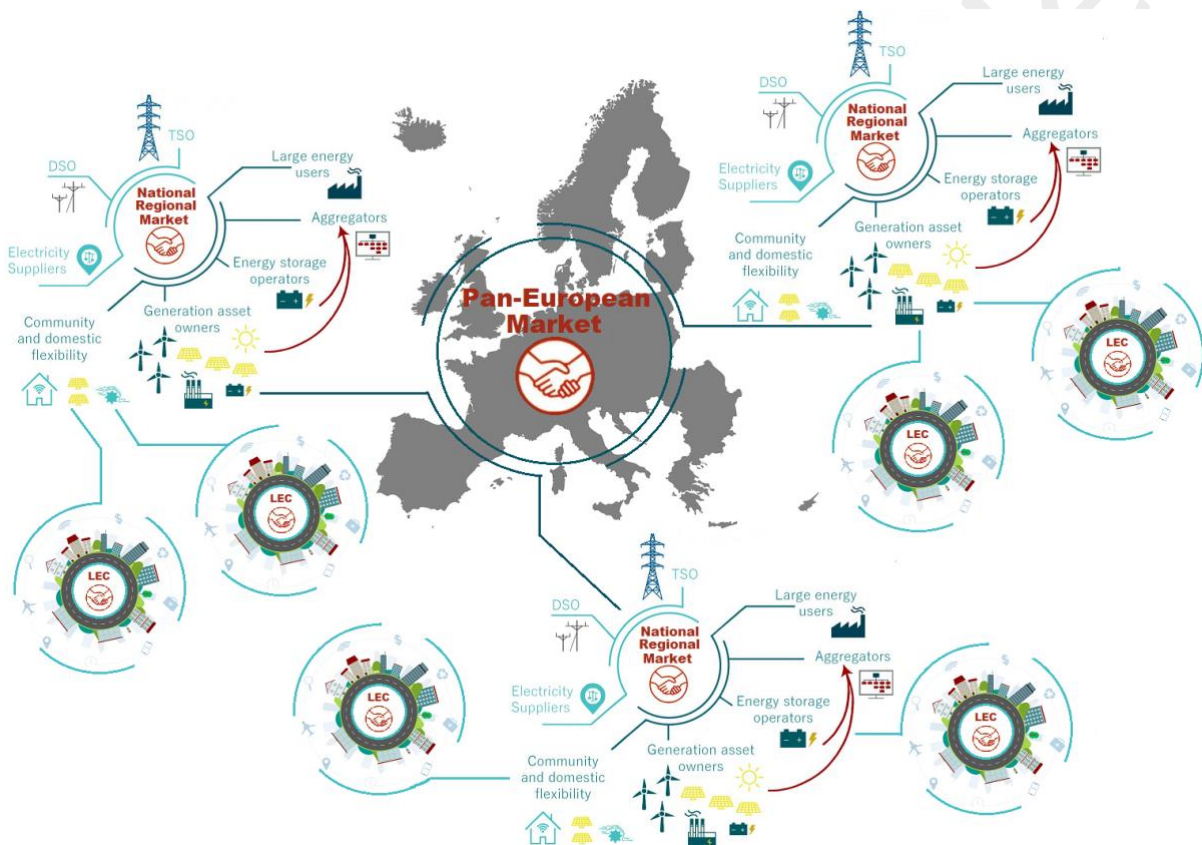 TSO
DSO
National
Regional
Market
Large energy
users
Aggregators
Electricity
Suppliers
Energy storage
operators
Community
and domestic
flexibility
Generation asset
owners
LEC
LEC
Pan-European
Market
TSO
DSO
National
Regional
Market
Large energy
users
Aggregators
Electricity
Suppliers
Energy storage
operators
Community
and domestic
flexibility
Generation asset
owners
LEC
LEC
TSO
DSO
National
Regional
Market
Large energy
users
Aggregators
Electricity
Suppliers
Energy storage
operators
Community
and domestic
flexibility
Generation asset
owners
LEC
LEC